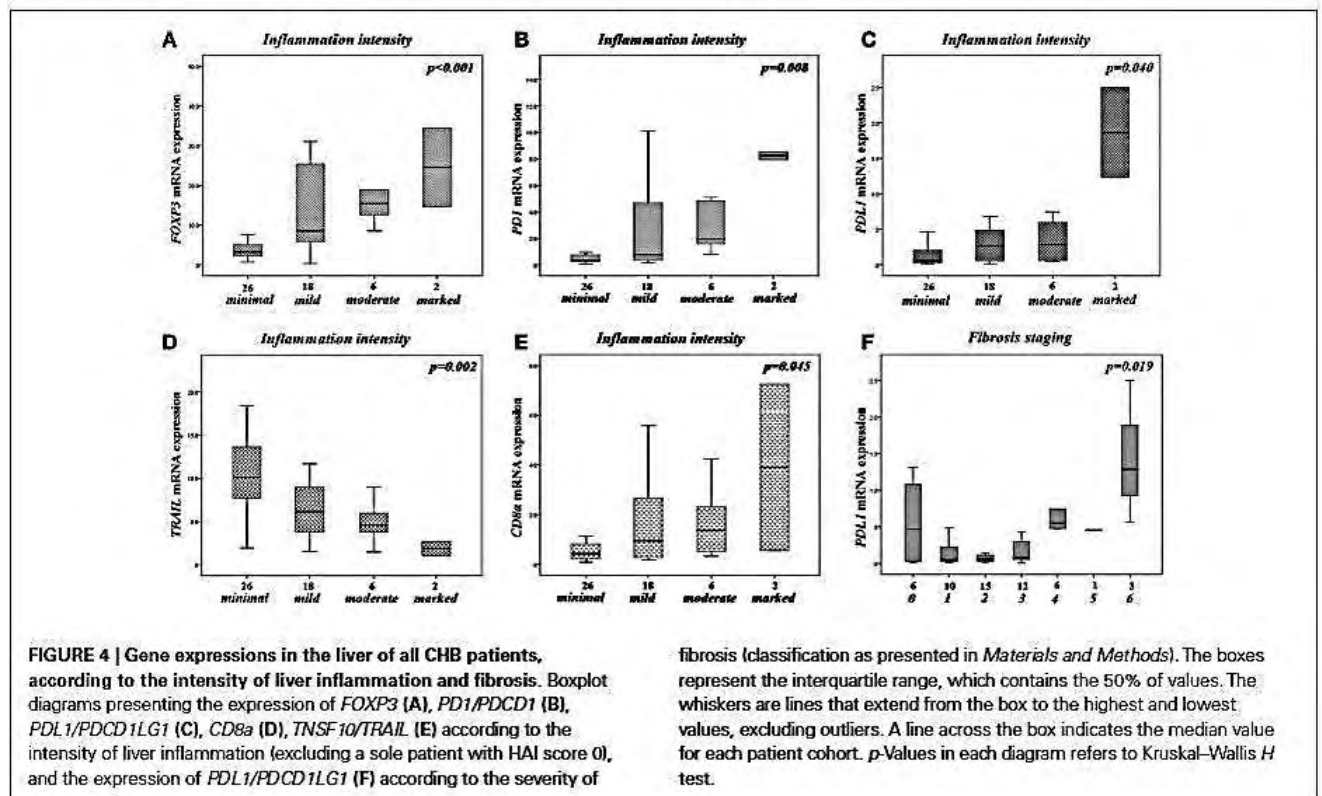 A
Inflammation intensity
p<0.001
FOXP3 mRNA expression
26 18 6 2
minimal mild moderate marked
B
Inflammation intensity
p=0.008
PD1 mRNA expression
26 18 6 2
minimal mild moderate marked
C
Inflammation intensity
p=0.040
PDL1 mRNA expression
26 18 6 2
minimal mild moderate marked
D
Inflammation intensity
p=0.002
TRAIL mRNA expression
26 18 6 2
minimal mild moderate marked
E
Inflammation intensity
p=0.045
CD8α mRNA expression
26 18 6
minimal mild moderate marked
F
Fibrosis staging
p=0.019
PDL1 mRNA expression
0 1 2 3 4 5 6
FIGURE 4 | Gene expressions in the liver of all CHB patients,
according to the intensity of liver inflammation and fibrosis. Boxplot
diagrams presenting the expression of FOXP3 (A), PD1/PDCD1 (B),
PDL1/PDCD1LG1 (C), CD8a (D), TNSF10/TRAIL (E) according to the
intensity of liver inflammation (excluding a sole patient with HAI score 0),
and the expression of PDL1/PDCD1LG1 (F) according to the severity of
fibrosis (classification as presented in Materials and Methods). The boxes
represent the interquartile range, which contains the 50% of values. The
whiskers are lines that extend from the box to the highest and lowest
values, excluding outliers. A line across the box indicates the median value
for each patient cohort. p-Values in each diagram refers to Kruskal–Wallis H
test.